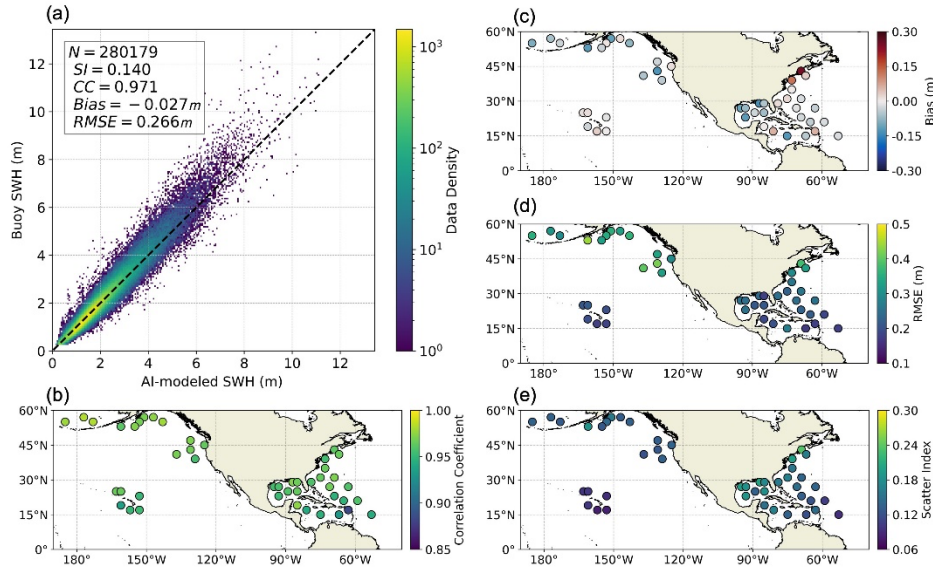 (a)
N = 280179
SI = 0.140
CC = 0.971
Bias = − 0.027m
RMSE = 0.266m
Buoy SWH (m)
12
10
8
6
4
2
0
0 2 4 6 8 10 12
AI-modeled SWH (m)
10³
10²
10¹
10⁰
Data Density
(b)
60°N
45°N
30°N
15°N
0°
180° 150°W 120°W 90°W 60°W
1.00
0.95
0.90
0.85
Correlation Coefficient
(c)
60°N
45°N
30°N
15°N
0°
180° 150°W 120°W 90°W 60°W
0.30
0.15
0.00
-0.15
-0.30
Bias (m)
(d)
60°N
45°N
30°N
15°N
0°
180° 150°W 120°W 90°W 60°W
0.5
0.4
0.3
0.2
0.1
RMSE (m)
(e)
60°N
45°N
30°N
15°N
0°
180° 150°W 120°W 90°W 60°W
0.30
0.24
0.18
0.12
0.06
Scatter Index